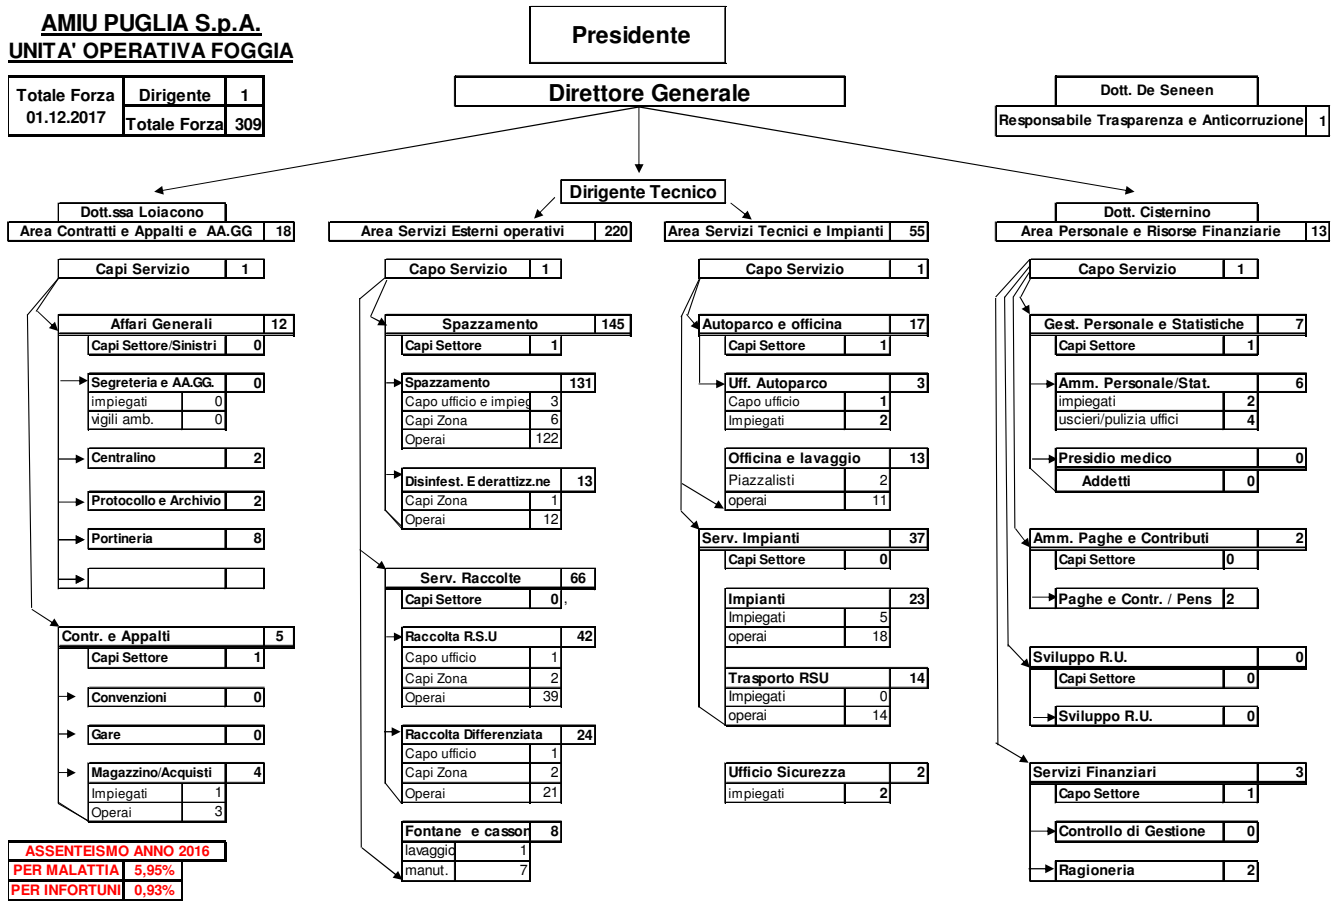 AMIU PUGLIA S.p.A.
UNITA' OPERATIVA FOGGIA
Totale Forza
01.12.2017
Dirigente 1
Totale Forza 309
Presidente
Direttore Generale
Dott. De Seneen
Responsabile Trasparenza e Anticorruzione 1
Dirigente Tecnico
Dott.ssa Loiacono
Area Contratti e Appalti e AA.GG 18
Capi Servizio 1
Affari Generali 12
Capi Settore/Sinistri 0
Segreteria e AA.GG. 0
impiegati 0
vigili amb. 0
Centralino 2
Protocollo e Archivio 2
Portineria 8
Contr. e Appalti 5
Capi Settore 1
Convenzioni 0
Gare 0
Magazzino/Acquisti 4
Impiegati 1
Operai 3
ASSENTEISMO ANNO 2016
PER MALATTIA 5,95%
PER INFORTUNI 0,93%
Area Servizi Esterni operativi 220
Capo Servizio 1
Spazzamento 145
Capi Settore 1
Spazzamento 131
Capo ufficio e impieg 3
Capi Zona 6
Operai 122
Disinfest. E derattizz.ne 13
Capi Zona 1
Operai 12
Serv. Raccolte 66
Capi Settore 0 ,
Raccolta R.S.U 42
Capo ufficio 1
Capi Zona 2
Operai 39
Raccolta Differenziata 24
Capo ufficio 1
Capi Zona 2
Operai 21
Fontane e casson 8
lavaggio 1
manut. 7
Area Servizi Tecnici e Impianti 55
Capo Servizio 1
Autoparco e officina 17
Capi Settore 1
Uff. Autoparco 3
Capo ufficio 1
Impiegati 2
Officina e lavaggio 13
Piazzalisti 2
operai 11
Serv. Impianti 37
Capi Settore 0
Impianti 23
Impiegati 5
operai 18
Trasporto RSU 14
Impiegati 0
operai 14
Ufficio Sicurezza 2
impiegati 2
Dott. Cisternino
Area Personale e Risorse Finanziarie 13
Capo Servizio 1
Gest. Personale e Statistiche 7
Capi Settore 1
Amm. Personale/Stat. 6
impiegati 2
uscieri/pulizia uffici 4
Presidio medico 0
Addetti 0
Amm. Paghe e Contributi 2
Capi Settore 0
Paghe e Contr. / Pens 2
Sviluppo R.U. 0
Capi Settore 0
Sviluppo R.U. 0
Servizi Finanziari 3
Capo Settore 1
Controllo di Gestione 0
Ragioneria 2